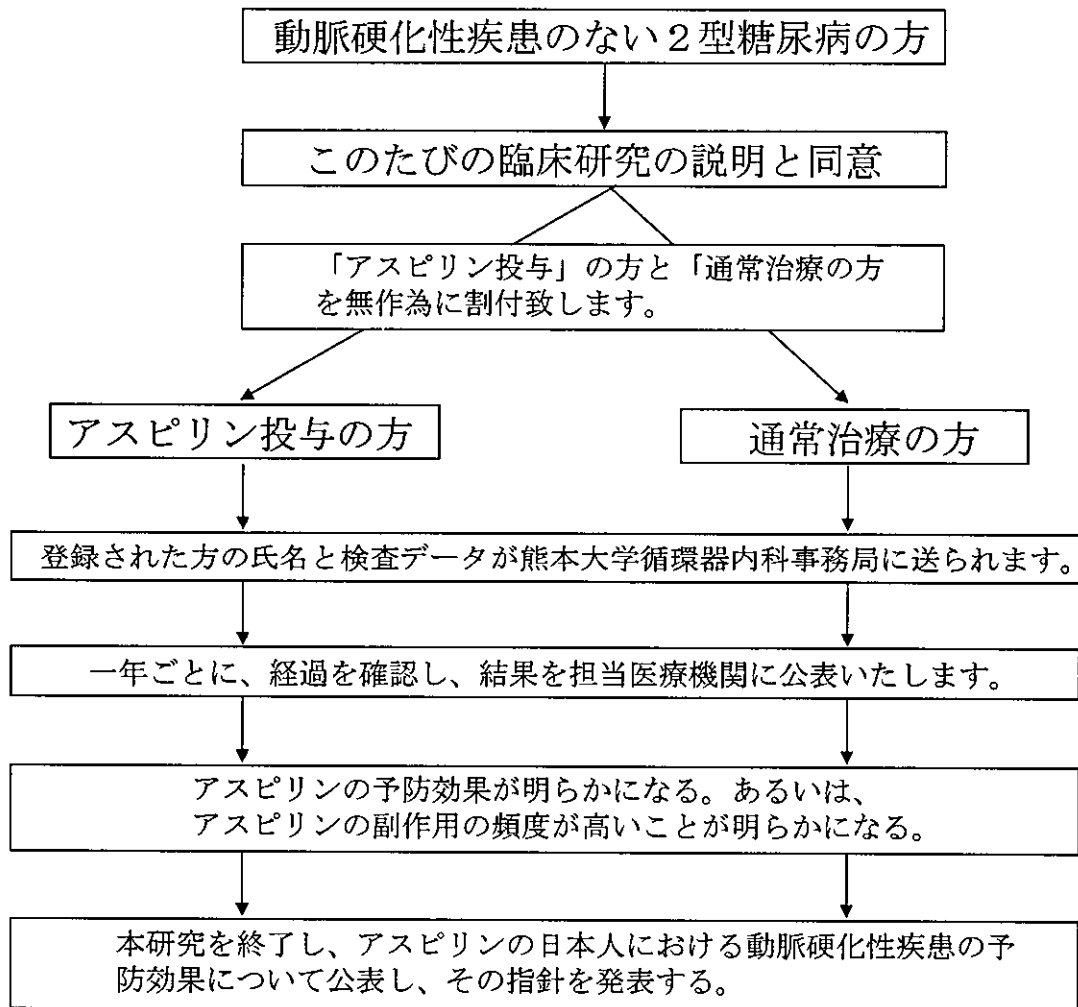 動脈硬化性疾患のない２型糖尿病の方
このたびの臨床研究の説明と同意
「アスピリン投与」の方と「通常治療の方
を無作為に割付致します。
アスピリン投与の方
通常治療の方
登録された方の氏名と検査データが熊本大学循環器内科事務局に送られます。
一年ごとに、経過を確認し、結果を担当医療機関に公表いたします。
アスピリンの予防効果が明らかになる。あるいは、
アスピリンの副作用の頻度が高いことが明らかになる。
本研究を終了し、アスピリンの日本人における動脈硬化性疾患の予
防効果について公表し、その指針を発表する。